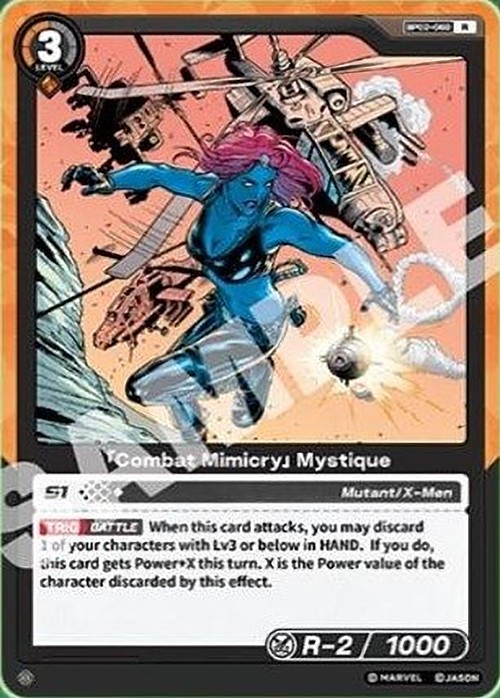 3
LEVEL
BP02-068 R
SAMPLE
「Combat Mimicry」 Mystique
S1
Mutant/X-Men
TRIG BATTLE When this card attacks, you may discard
1 of your characters with Lv3 or below in HAND. If you do,
this card gets Power+X this turn. X is the Power value of the
character discarded by this effect.
R-2 / 1000
© MARVEL ©JASON